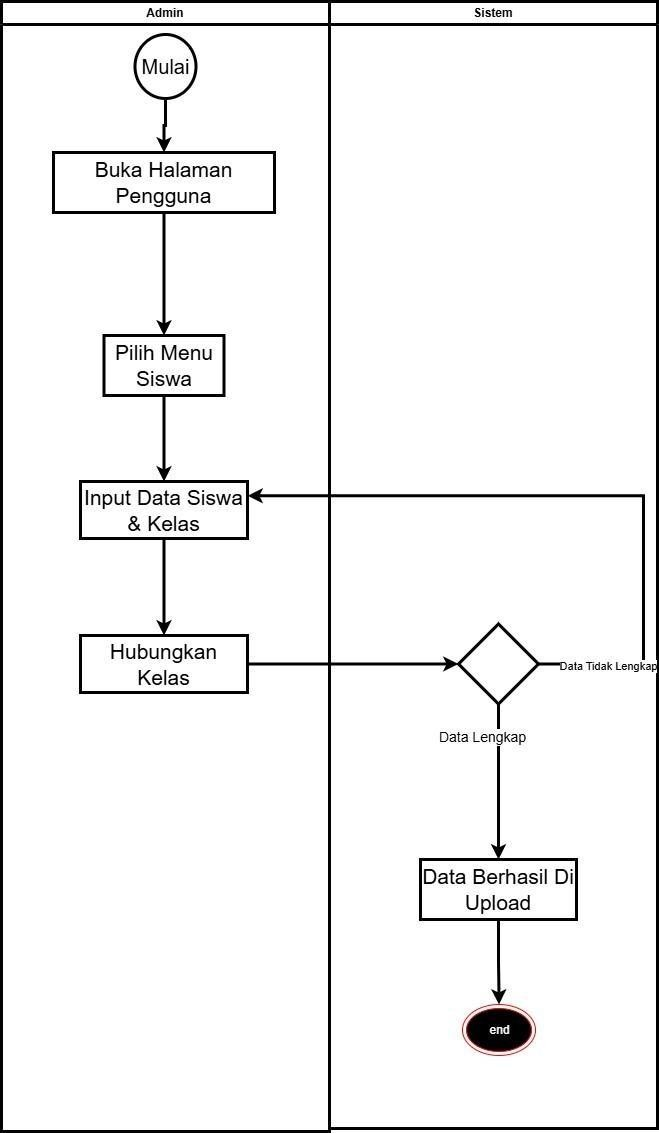 Admin
Sistem
Mulai
Buka Halaman
Pengguna
Pilih Menu
Siswa
Input Data Siswa
& Kelas
Hubungkan
Kelas
Data Tidak Lengkap
Data Lengkap
Data Berhasil Di
Upload
end